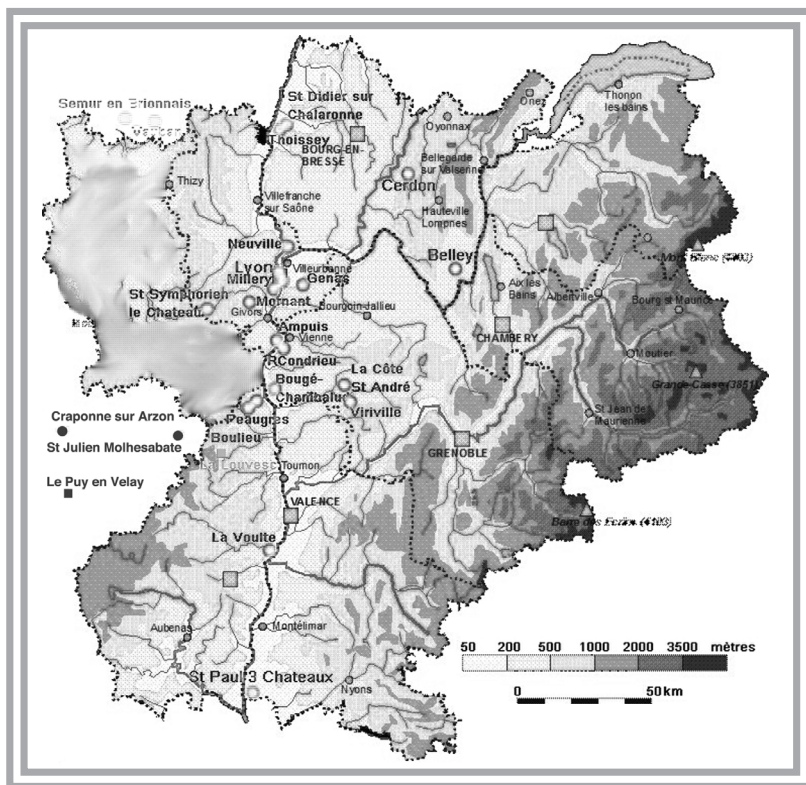 Semur en Brionnais
St Didier sur
Chalaronne
Thoissey
BOURG-EN-
BRESSE
Oyonnax
Thonon
les bains
Bellegarde
sur Valserine
Thizy
Cerdon
Villefranche
sur Saône
Hauteville
Lompnes
Neuville
Lyon
Villeurbanne
Belley
Millery
Genas
Mont Blanc
St Symphorien
le Chateau
Mornant
Givors
Bourgoin-Jallieu
Aix les
Bains
Albertville
Bourg st Maurice
Ampuis
Vienne
CHAMBERY
Moutier
RCondrieu
La Côte
St André
Bougé-
Chambalud
Grande Casse (3851)
Viriville
St Jean de
Maurienne
Craponne sur Arzon
Peaugres
Boulieu
St Julien Molhesabate
GRENOBLE
La Louvesc
Tournon
Le Puy en Velay
VALENCE
Barre des Ecrins
La Voulte
Aubenas
Montélimar
50 200 500 1000 2000 3500 mètres
St Paul 3 Chateaux
Nyons
0 50 km